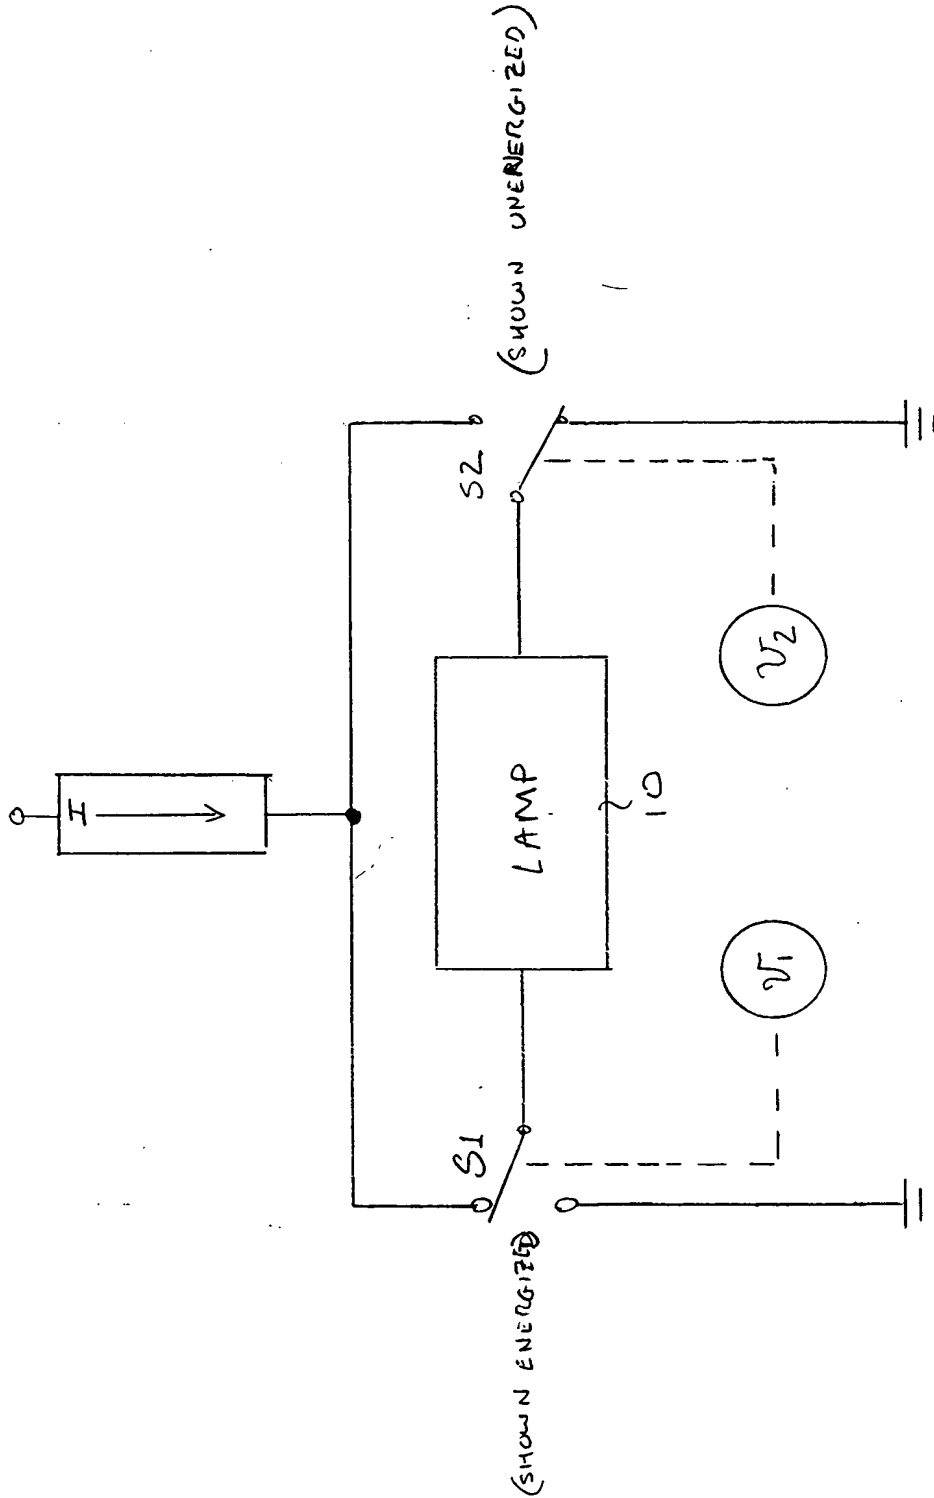 I
S1
S2
(SHOWN ENERGIZED)
LAMP
(SHOWN UNENERGIZED)
10
v1
v2